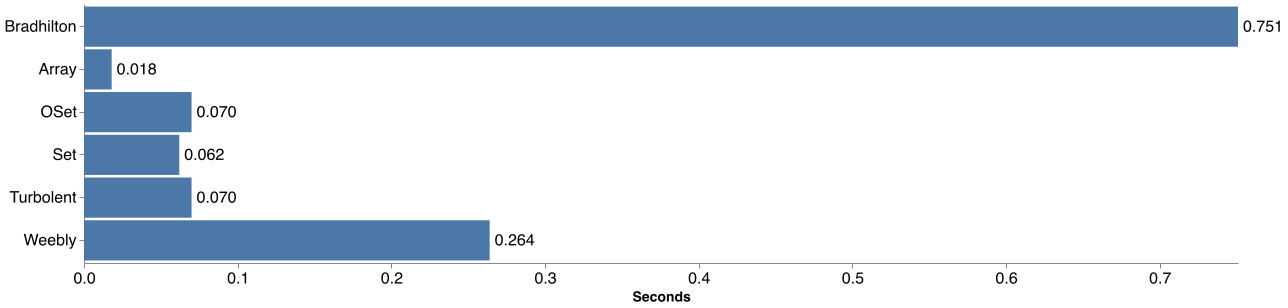 Bradhilton 0.751
Array 0.018
OSet 0.070
Set 0.062
Turbolent 0.070
Weebly 0.264
0.0 0.1 0.2 0.3 0.4 0.5 0.6 0.7
Seconds